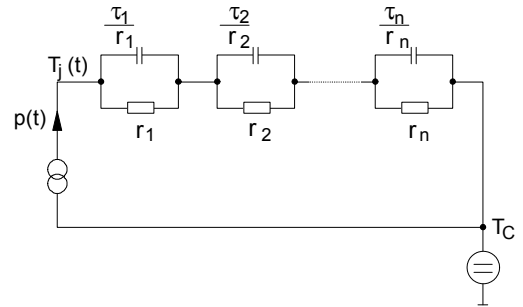 τ1/r1 τ2/r2 τn/rn
Tj(t)
p(t)
r1 r2 rn
TC